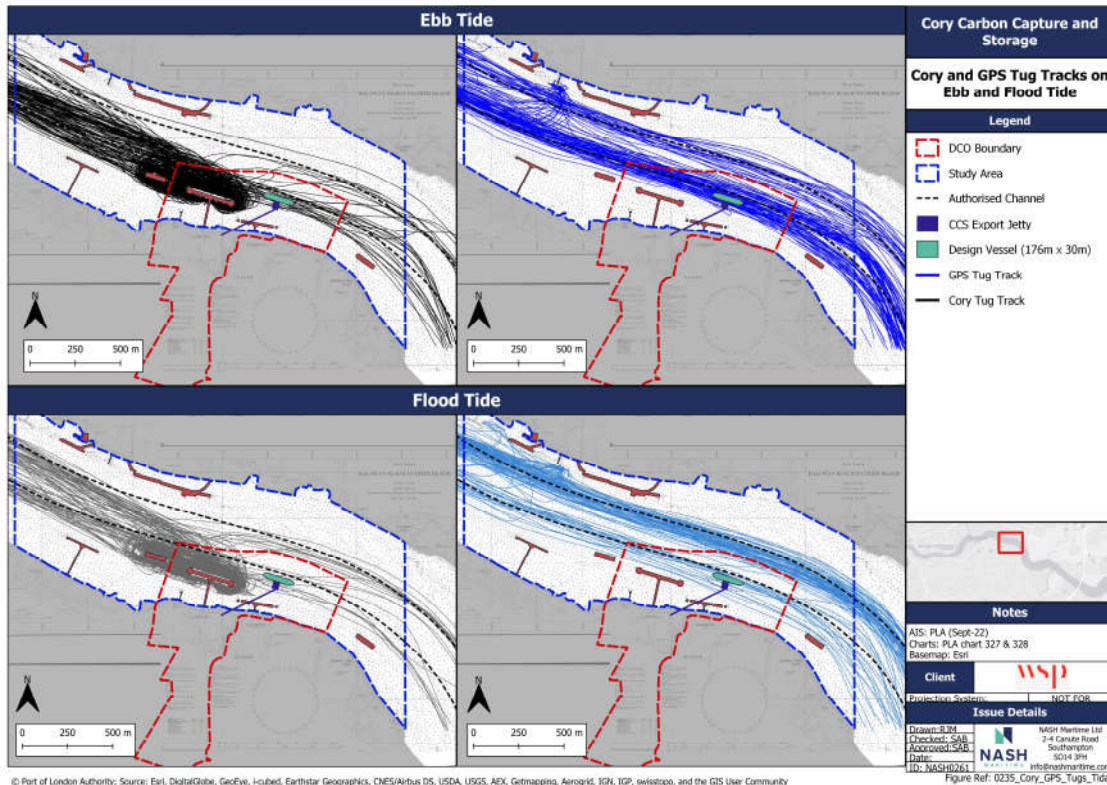 Ebb Tide
Flood Tide
N
0 250 500 m
N
0 250 500 m
N
0 250 500 m
N
0 250 500 m
Cory Carbon Capture and
Storage
Cory and GPS Tug Tracks on
Ebb and Flood Tide
Legend
DCO Boundary
Study Area
Authorised Channel
CCS Export Jetty
Design Vessel (176m x 30m)
GPS Tug Track
Cory Tug Track
Notes
AIS: PLA (Sept-22)
Charts: PLA chart 327 & 328
Basemap: Esri
Client
wsp
Projection System:
NOT FOR
Issue Details
Drawn:RJM
Checked: SAB
Approved:SAB
Date:
ID: NASH0261
NASH
MARITIME
NASH Maritime Ltd
2-4 Canute Road
Southampton
SO14 3FH
info@nashmaritime.com
Figure Ref: 0235_Cory_GPS_Tugs_Tida
© Port of London Authority; Source: Esri, DigitalGlobe, GeoEye, i-cubed, Earthstar Geographics, CNES/Airbus DS, USDA, USGS, AEX, Getmapping, Aerogrid, IGN, IGP, swisstopo, and the GIS User Community